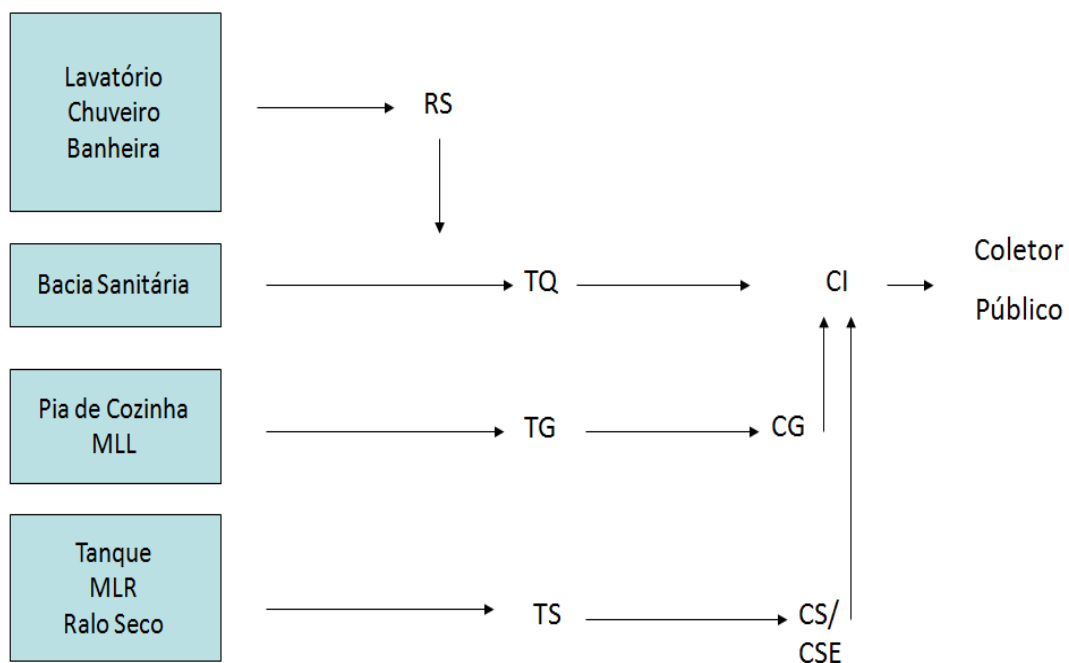 Lavatório
Chuveiro
Banheira
RS
Bacia Sanitária
TQ
CI
Coletor
Público
Pia de Cozinha
MLL
TG
CG
Tanque
MLR
Ralo Seco
TS
CS/
CSE